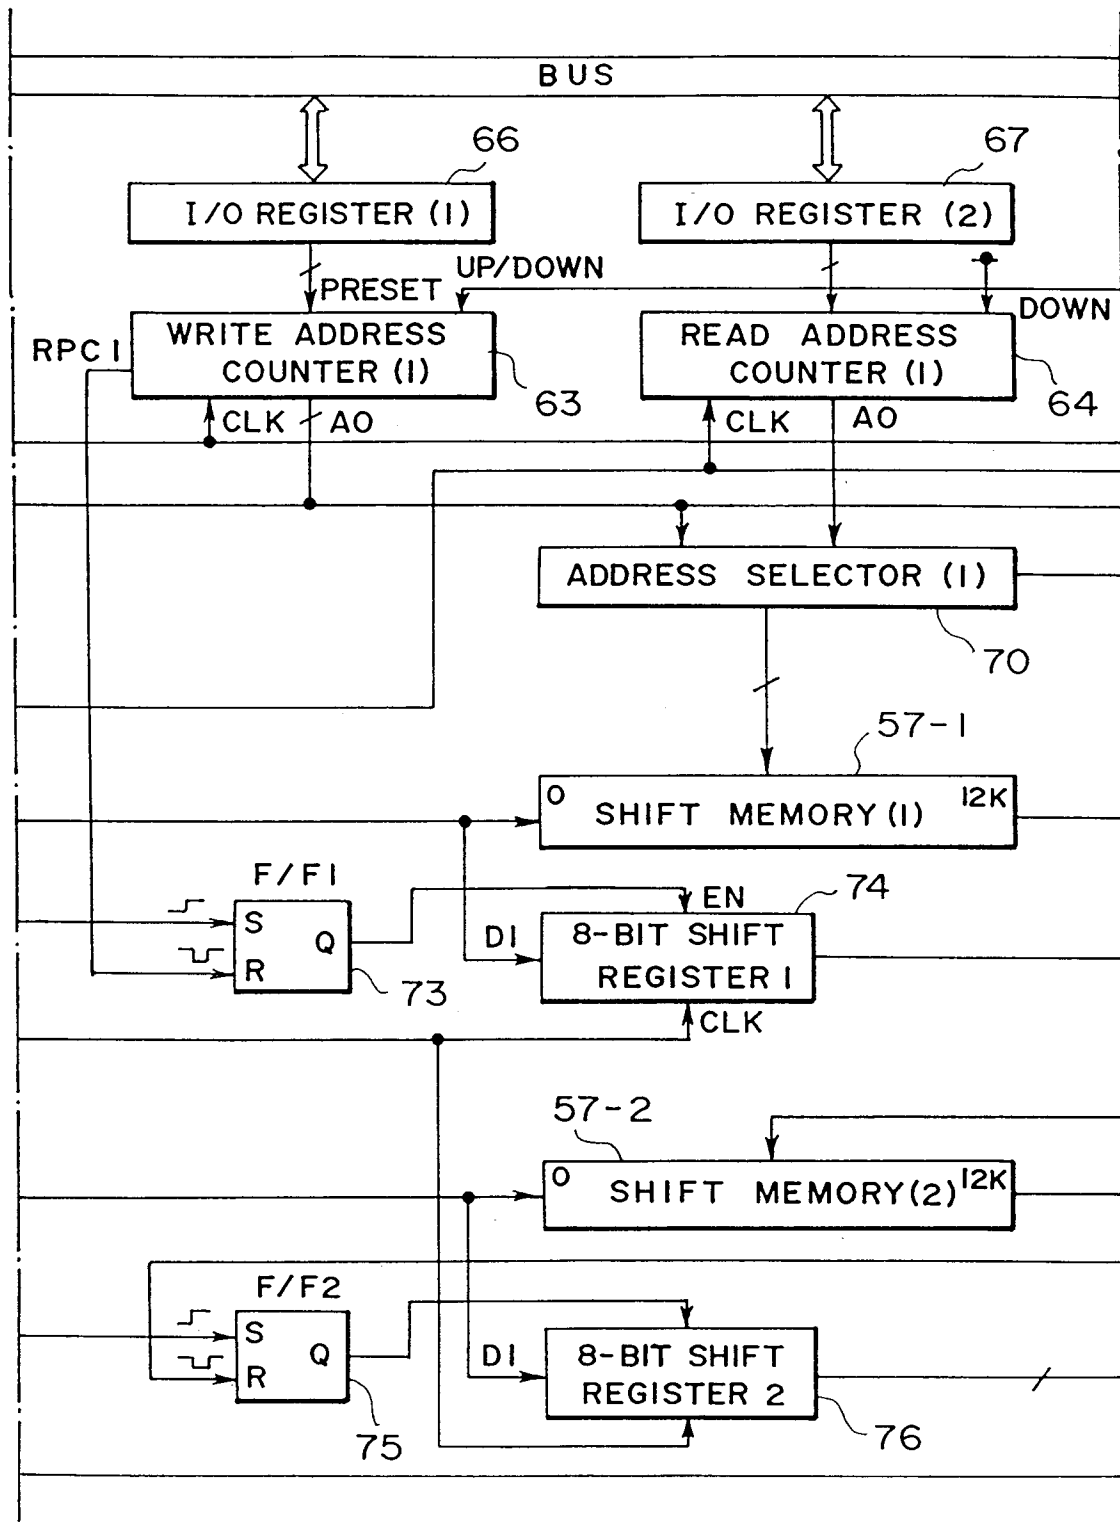 BUS
66
67
I/O REGISTER (1)
I/O REGISTER (2)
UP/DOWN
PRESET
DOWN
RPC1
WRITE ADDRESS
COUNTER (1)
READ ADDRESS
COUNTER (1)
63
64
CLK
AO
CLK
AO
ADDRESS SELECTOR (1)
70
57-1
0
SHIFT MEMORY (1)
12K
F/F1
74
EN
S
Q
R
DI
8-BIT SHIFT
REGISTER 1
73
CLK
57-2
0
SHIFT MEMORY (2)
12K
F/F2
S
Q
R
DI
8-BIT SHIFT
REGISTER 2
75
76